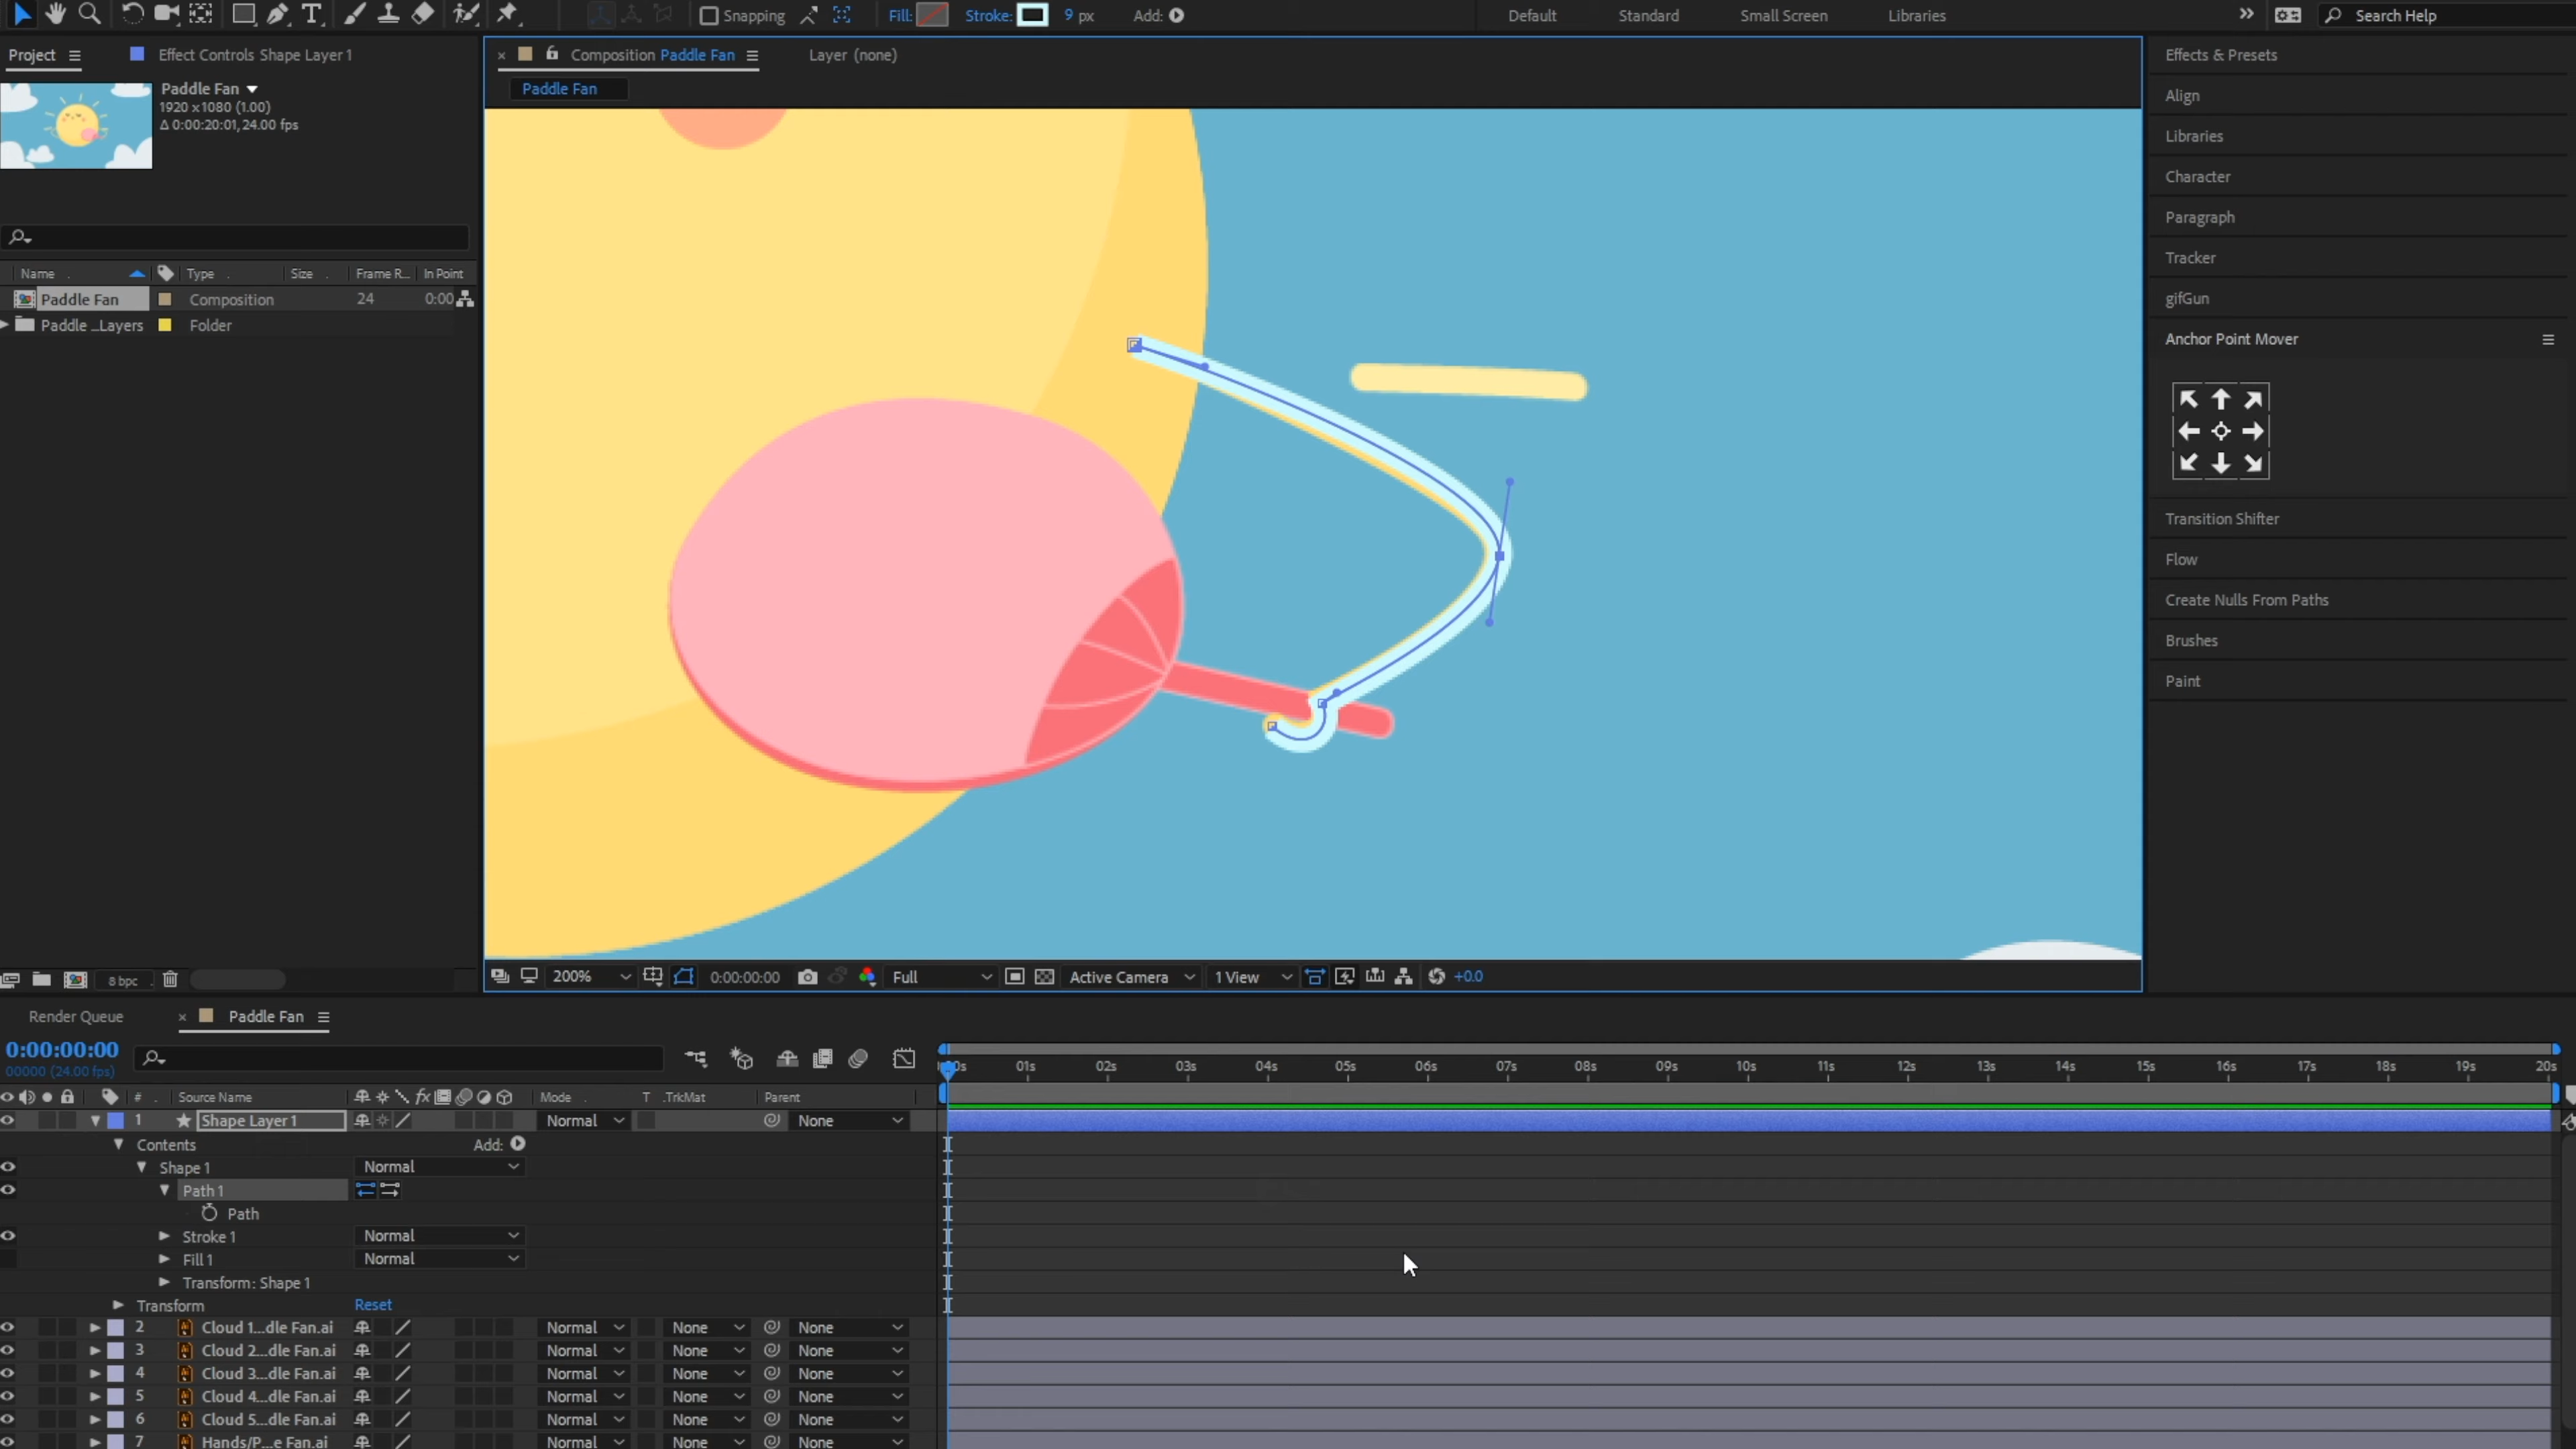 Snapping Fill: Stroke: 9 px Add: Default Standard Small Screen Libraries Search Help
Project Effect Controls Shape Layer 1
Composition Paddle Fan Layer (none)
Paddle Fan
Paddle Fan
1920 x1080 (1.00)
Δ 0:00:20:01, 24.00 fps
Name Type Size Frame R... In Point
Paddle Fan Composition 24 0:00
Paddle ...Layers Folder
8 bpc
200% 0:00:00:00 Full Active Camera 1 View +0.0
Effects & Presets
Align
Libraries
Character
Paragraph
Tracker
gifGun
Anchor Point Mover
Transition Shifter
Flow
Create Nulls From Paths
Brushes
Paint
Render Queue Paddle Fan
0:00:00:00
00000 (24.00 fps)
01s 02s 03s 04s 05s 06s 07s 08s 09s 10s 11s 12s 13s 14s 15s 16s 17s 18s 19s 20s
# Source Name fx Mode T .TrkMat Parent
1 Shape Layer 1 Normal None
Contents Add:
Shape 1 Normal
Path 1
Path
Stroke 1 Normal
Fill 1 Normal
Transform: Shape 1
Transform Reset
2 Cloud 1...dle Fan.ai Normal None None
3 Cloud 2...dle Fan.ai Normal None None
4 Cloud 3...dle Fan.ai Normal None None
5 Cloud 4...dle Fan.ai Normal None None
6 Cloud 5...dle Fan.ai Normal None None
7 Hands/P...e Fan.ai Normal None None